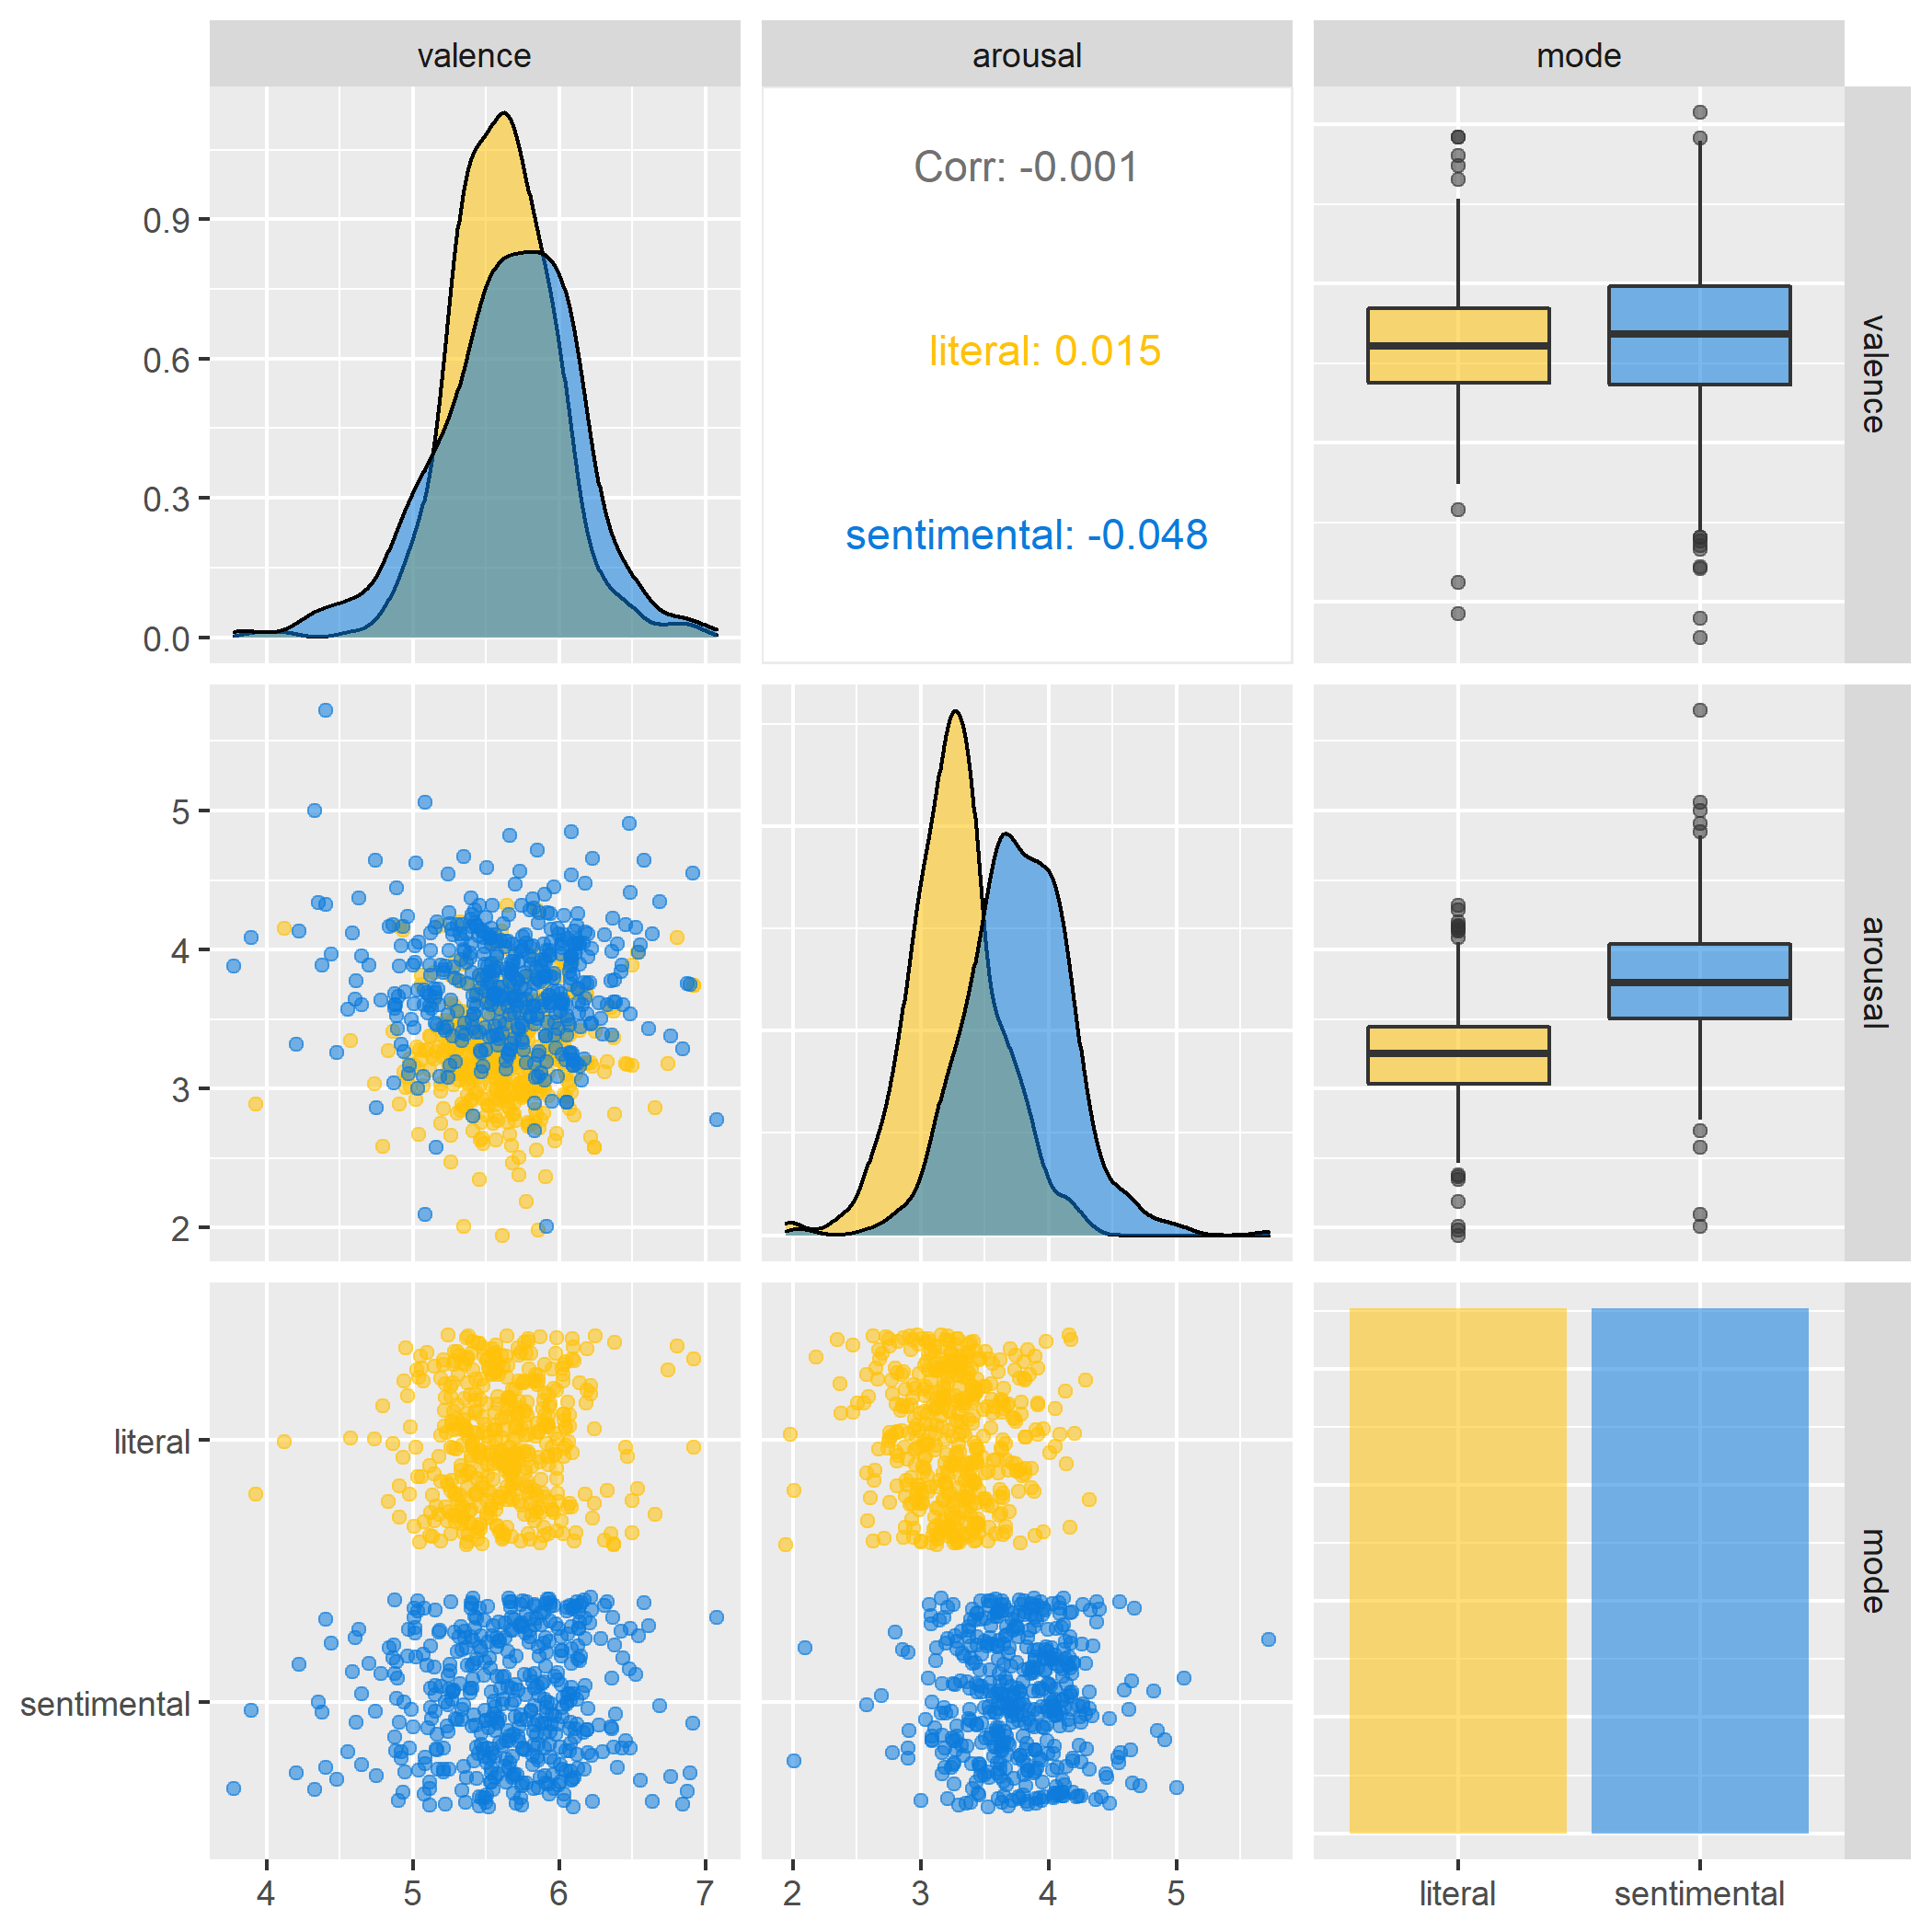 valence
arousal
mode
0.9
0.6
0.3
0.0
Corr: -0.001
literal: 0.015
sentimental: -0.048
valence
5
4
3
2
arousal
literal
sentimental
mode
4 5 6 7
2 3 4 5
literal sentimental